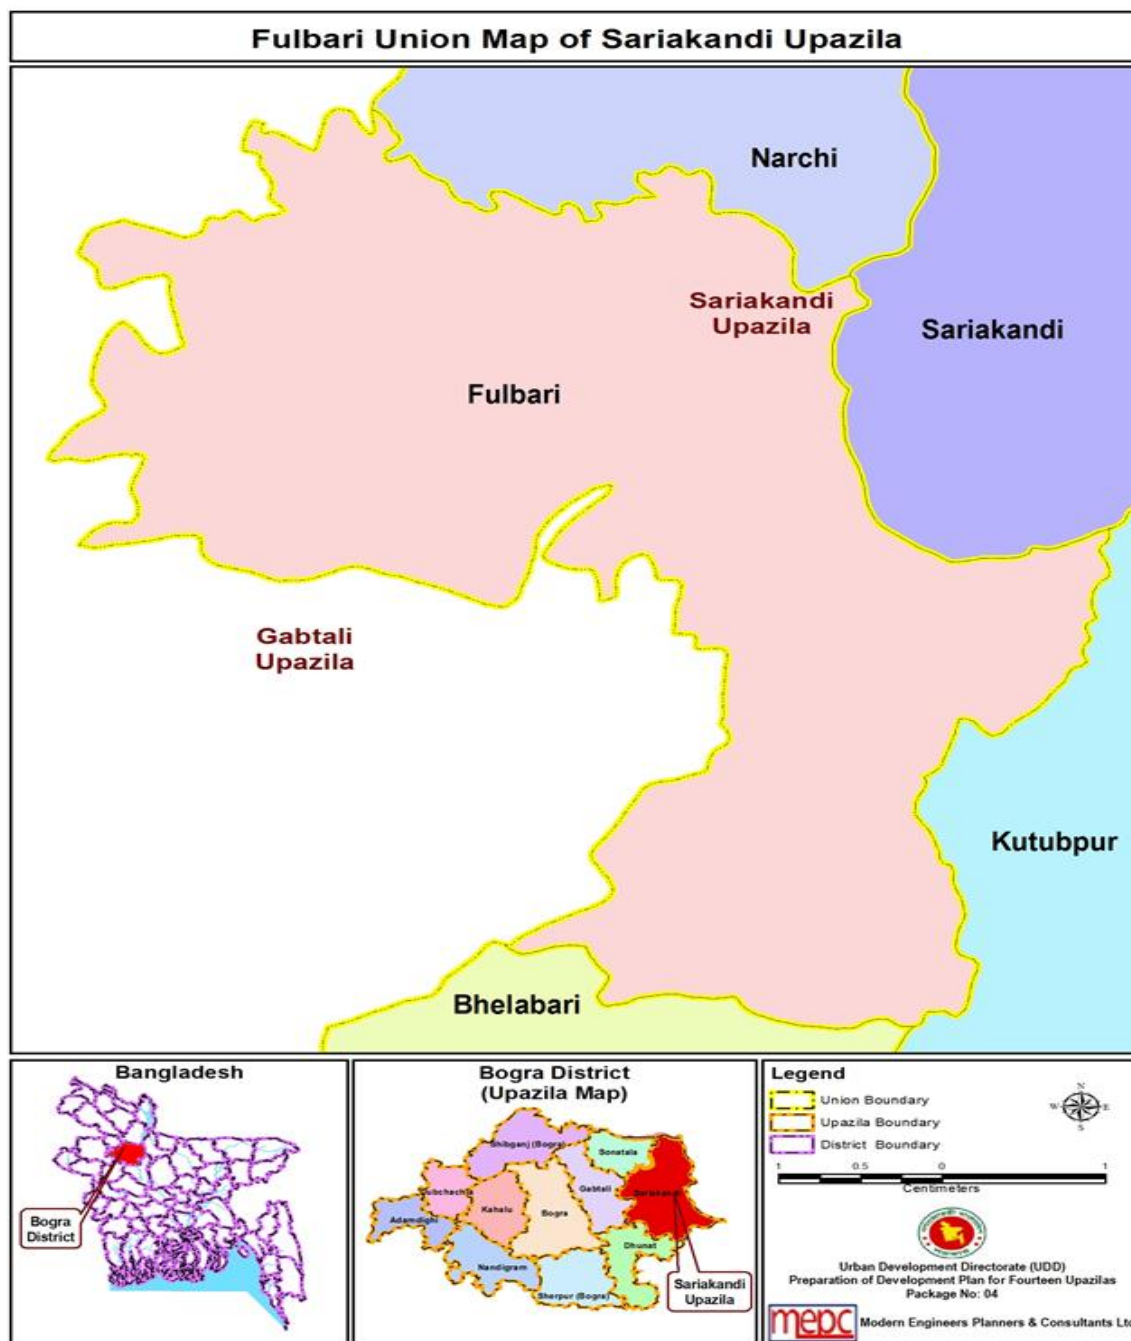 Fulbari Union Map of Sariakandi Upazila
Narchi
Sariakandi
Upazila
Sariakandi
Fulbari
Gabtali
Upazila
Kutubpur
Bhelabari
Bangladesh
Bogra
District
Bogra District
(Upazila Map)
Shibganj (Bogra)
Sonatala
Gabtali
Kahalu
Bogra
Adamdighi
Dhunat
Nandigram
Sherpur (Bogra)
Sariakandi
Upazila
Legend
Union Boundary
Upazila Boundary
District Boundary
N
W E
S
1 0.5 0 1
Centimeters
Urban Development Directorate (UDD)
Preparation of Development Plan for Fourteen Upazilas
Package No: 04
mepc Modern Engineers Planners & Consultants Ltd